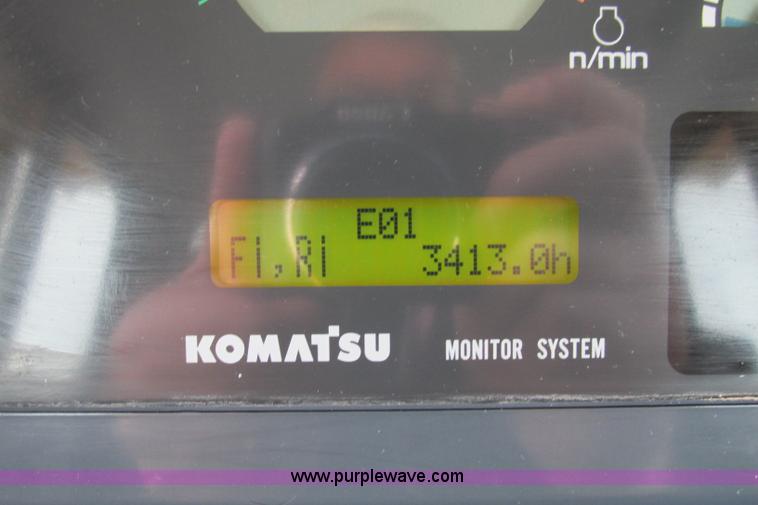 n/min
E01
F1,R1 3413.0h
KOMATSU MONITOR SYSTEM
www.purplewave.com